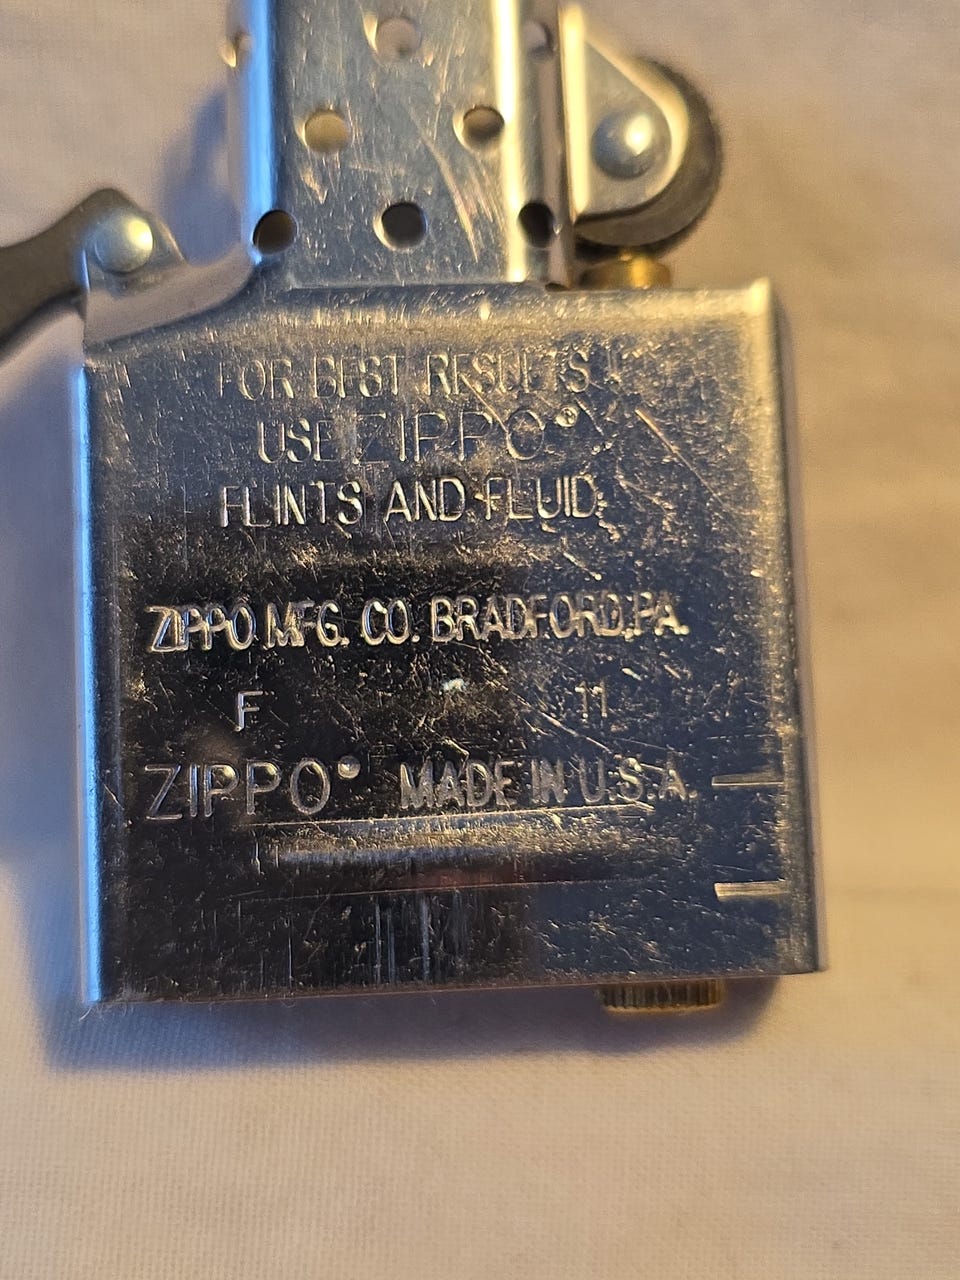 FOR BEST RESULTS
USE ZIPPO®
FLINTS AND FLUID
ZIPPO MFG. CO. BRADFORD, PA.
F 11
ZIPPO® MADE IN U.S.A.